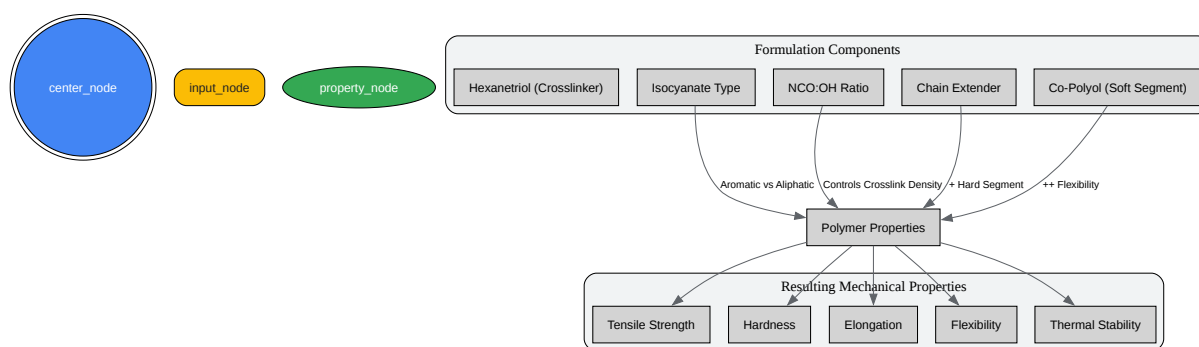 center_node
input_node
property_node
Formulation Components
Hexanetriol (Crosslinker)
Isocyanate Type
NCO:OH Ratio
Chain Extender
Co-Polyol (Soft Segment)
Aromatic vs Aliphatic
Controls Crosslink Density
+ Hard Segment
++ Flexibility
Polymer Properties
Resulting Mechanical Properties
Tensile Strength
Hardness
Elongation
Flexibility
Thermal Stability